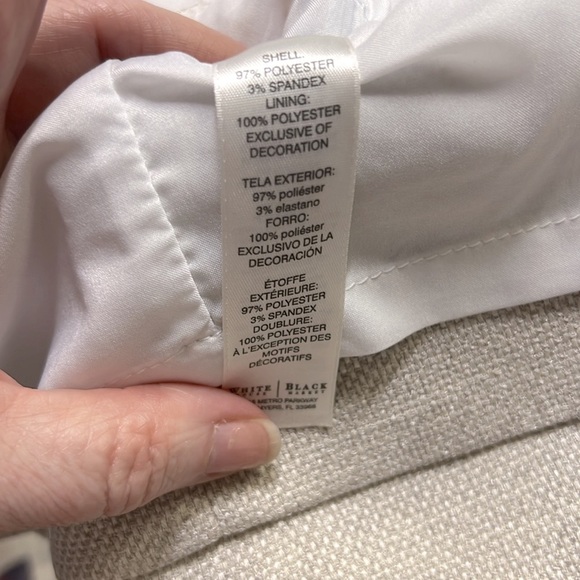 SHELL:
97% POLYESTER
3% SPANDEX
LINING:
100% POLYESTER
EXCLUSIVE OF
DECORATION
TELA EXTERIOR:
97% poliéster
3% elastano
FORRO:
100% poliéster
EXCLUSIVO DE LA
DECORACIÓN
ÉTOFFE
EXTÉRIEURE:
97% POLYESTER
3% SPANDEX
DOUBLURE:
100% POLYESTER
À L'EXCEPTION DES
MOTIFS
DÉCORATIFS
WHITE | BLACK
MARKET
METRO PARKWAY
FL